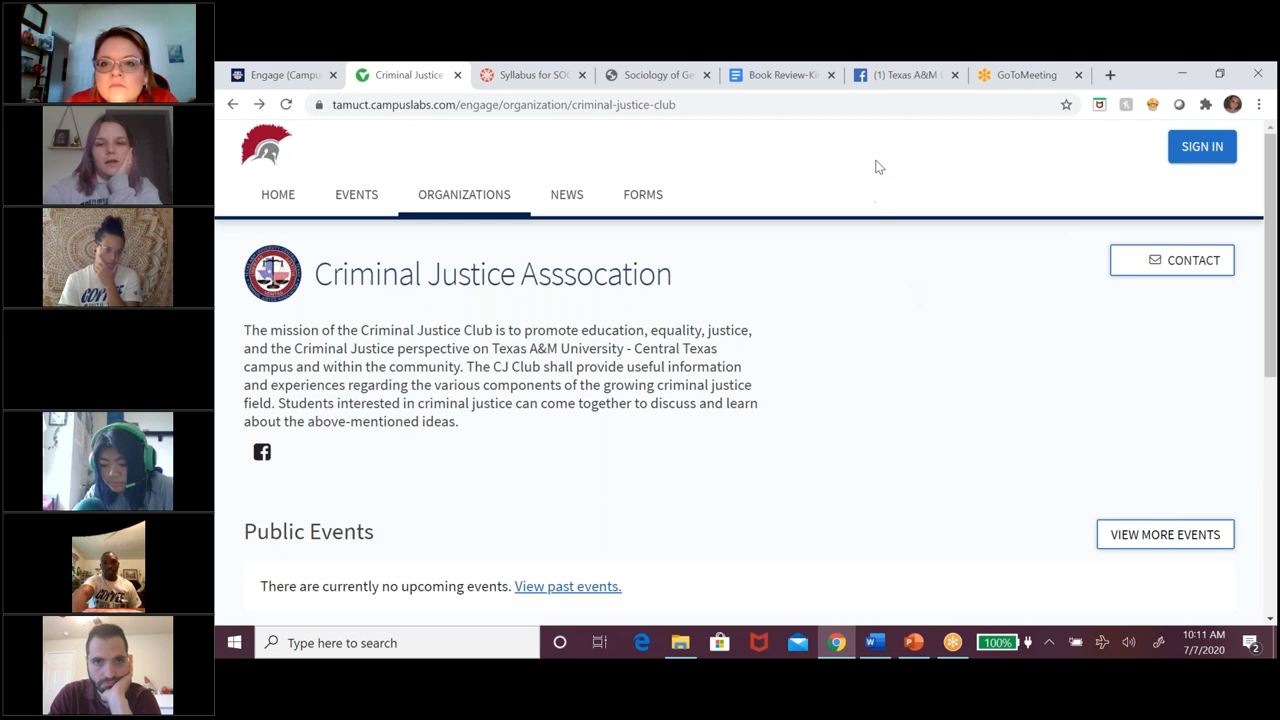 Engage (Campu
Criminal Justice
Syllabus for SOC
Sociology of Ge
Book Review-Ki
(1) Texas A&M U
GoToMeeting
tamuct.campuslabs.com/engage/organization/criminal-justice-club
SIGN IN
HOME
EVENTS
ORGANIZATIONS
NEWS
FORMS
Criminal Justice Asssocation
CONTACT
The mission of the Criminal Justice Club is to promote education, equality, justice,
and the Criminal Justice perspective on Texas A&M University - Central Texas
campus and within the community. The CJ Club shall provide useful information
and experiences regarding the various components of the growing criminal justice
field. Students interested in criminal justice can come together to discuss and learn
about the above-mentioned ideas.
Public Events
VIEW MORE EVENTS
There are currently no upcoming events. View past events.
Type here to search
100%
10:11 AM
7/7/2020
2